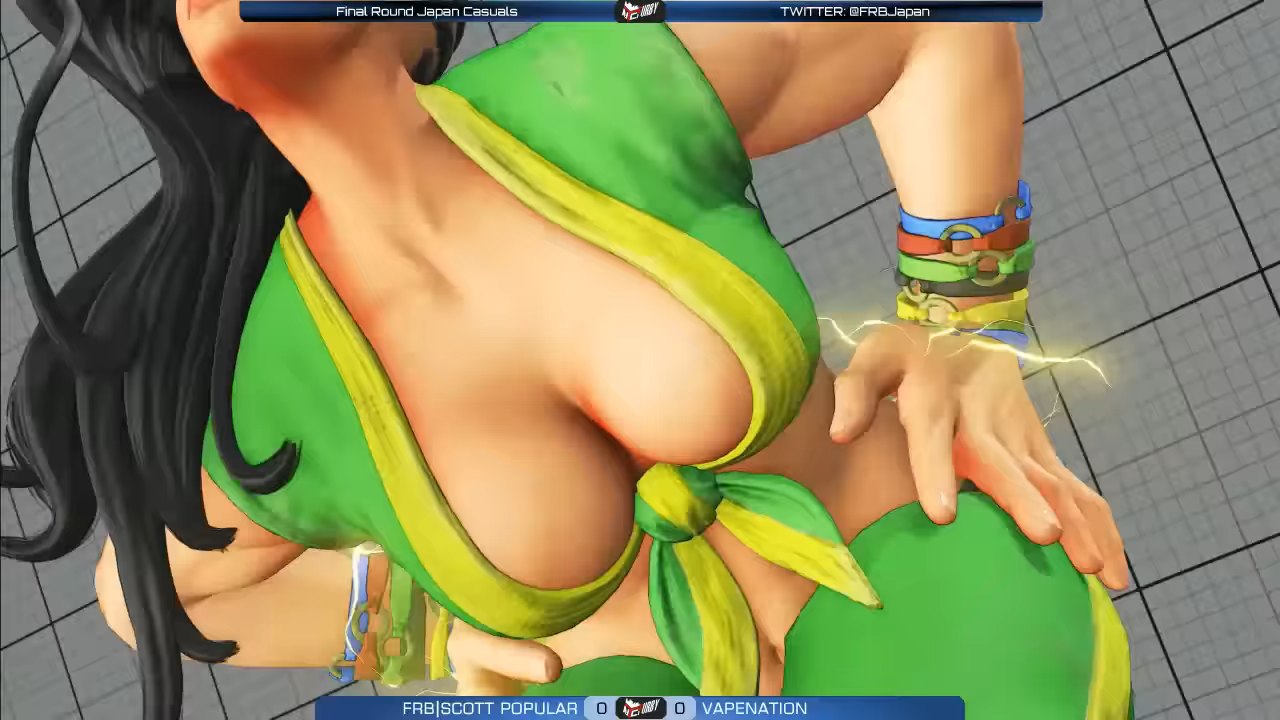 Final Round Japan Casuals TWITTER: @FRBJapan
FRB|SCOTT POPULAR 0 0 VAPENATION